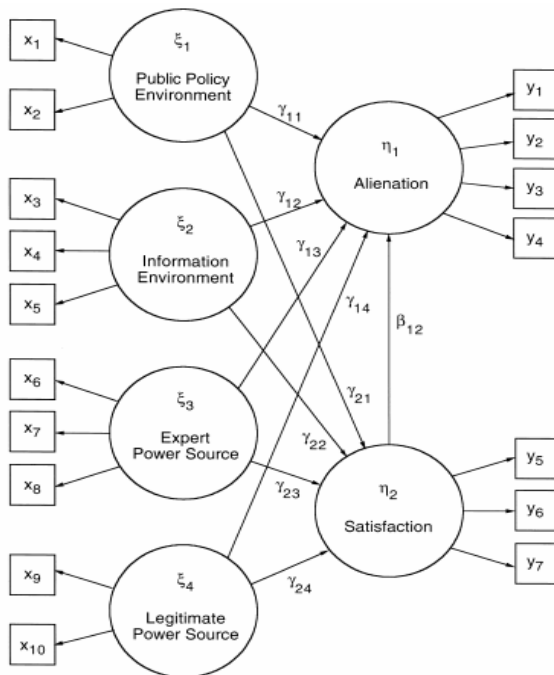 x₁
x₂
ξ₁
Public Policy
Environment
γ₁₁
η₁
Alienation
y₁
y₂
y₃
y₄
x₃
x₄
x₅
ξ₂
Information
Environment
γ₁₂
γ₁₃
γ₁₄
β₁₂
x₆
x₇
x₈
ξ₃
Expert
Power Source
γ₂₁
γ₂₂
γ₂₃
η₂
Satisfaction
y₅
y₆
y₇
x₉
x₁₀
ξ₄
Legitimate
Power Source
γ₂₄